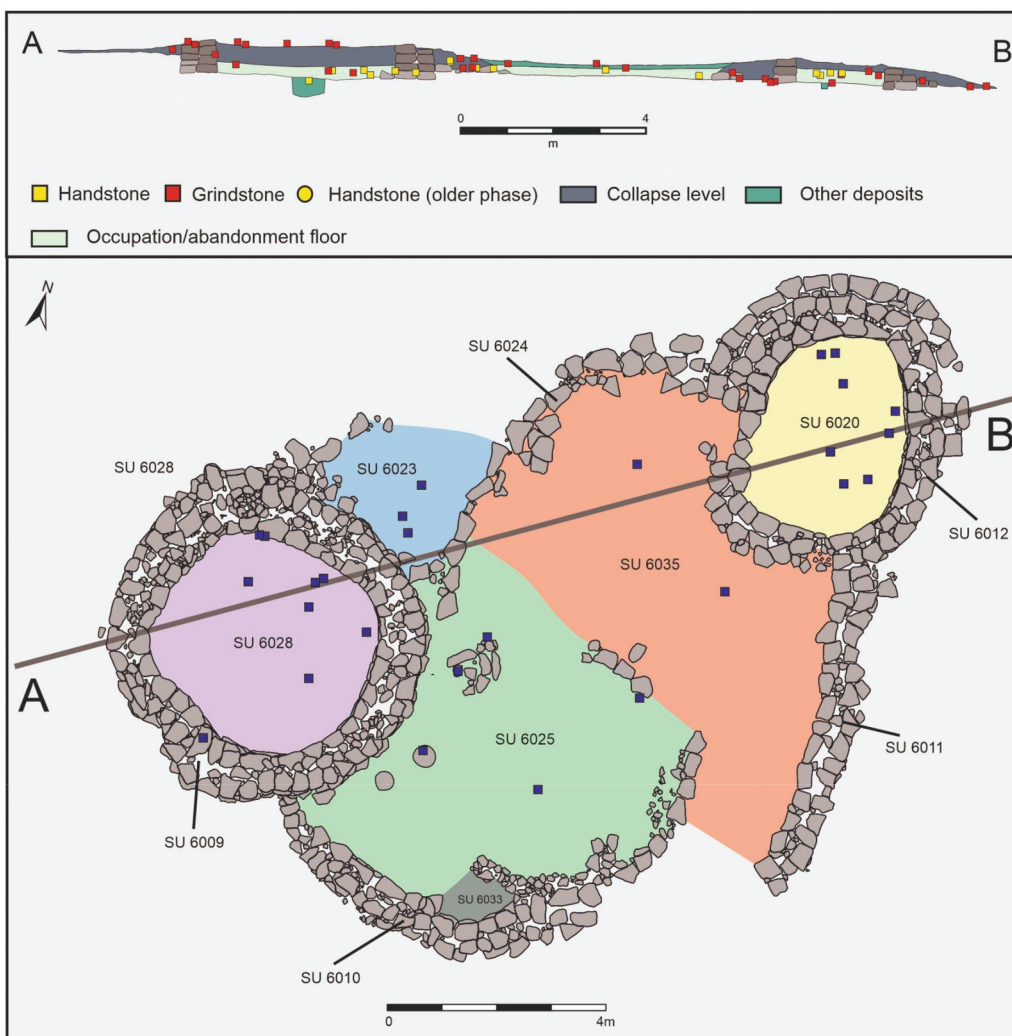 A
B
0
4
m
Handstone
Grindstone
Handstone (older phase)
Collapse level
Other deposits
Occupation/abandonment floor
N
SU 6024
SU 6020
B
SU 6028
SU 6023
SU 6012
SU 6035
SU 6028
A
SU 6025
SU 6011
SU 6009
SU 6033
SU 6010
0
4m